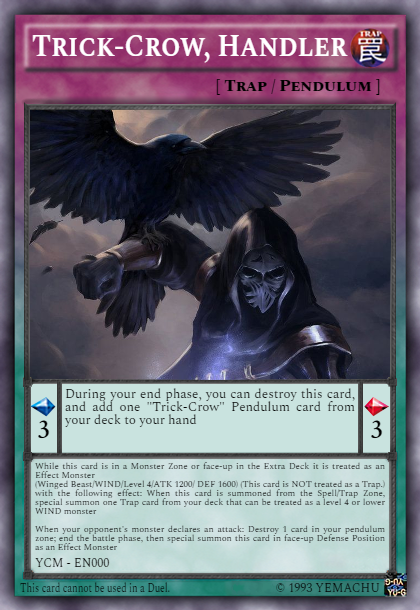 TRICK-CROW, HANDLER
TRAP
罠
[ TRAP / PENDULUM ]
During your end phase, you can destroy this card,
and add one "Trick-Crow" Pendulum card from
your deck to your hand
3
3
While this card is in a Monster Zone or face-up in the Extra Deck it is treated as an
Effect Monster
(Winged Beast/WIND/Level 4/ATK 1200/ DEF 1600) (This card is NOT treated as a Trap.)
with the following effect: When this card is summoned from the Spell/Trap Zone,
special summon one Trap card from your deck that can be treated as a level 4 or lower
WIND monster
When your opponent's monster declares an attack: Destroy 1 card in your pendulum
zone; end the battle phase, then special summon this card in face-up Defense Position
as an Effect Monster
YCM - EN000
This card cannot be used in a Duel.
© 1993 YEMACHU
D-NA
YU-G